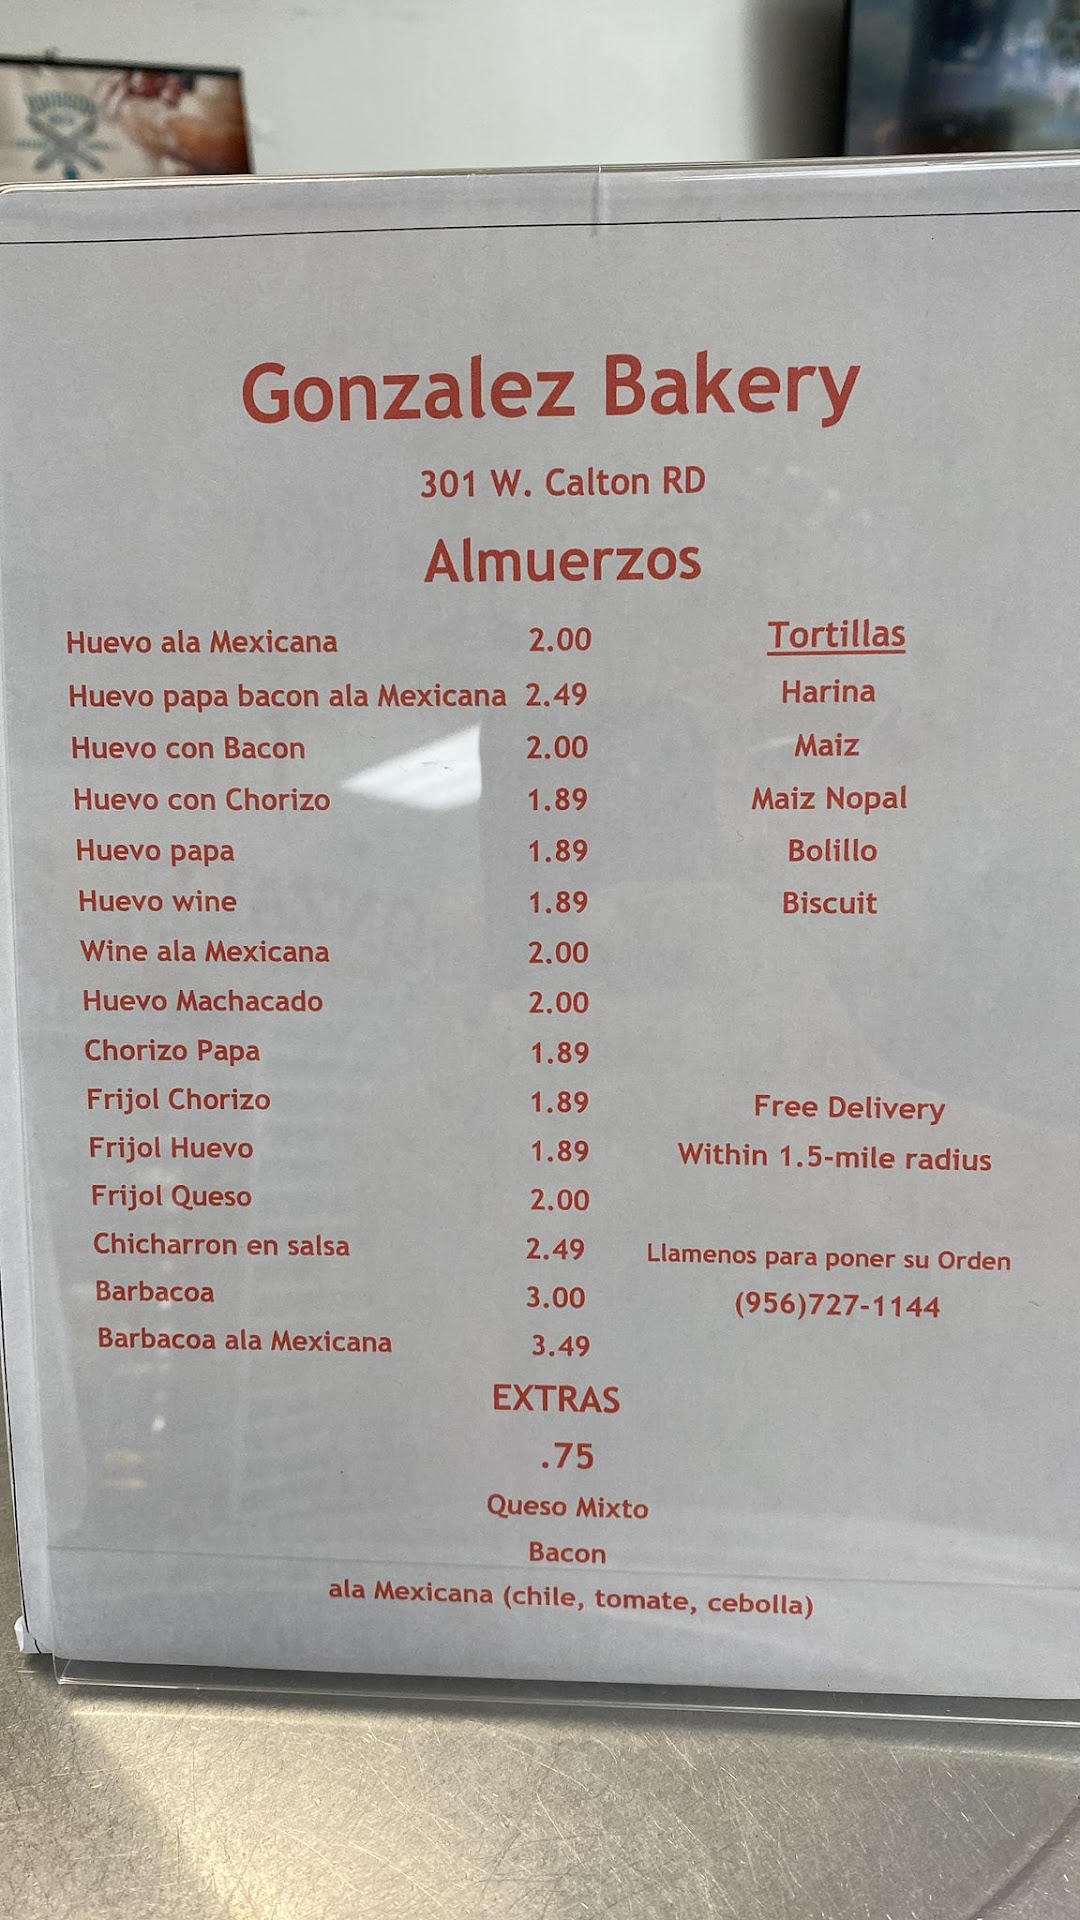 Gonzalez Bakery
301 W. Calton RD
Almuerzos
Huevo ala Mexicana 2.00
Huevo papa bacon ala Mexicana 2.49
Huevo con Bacon 2.00
Huevo con Chorizo 1.89
Huevo papa 1.89
Huevo wine 1.89
Wine ala Mexicana 2.00
Huevo Machacado 2.00
Chorizo Papa 1.89
Frijol Chorizo 1.89
Frijol Huevo 1.89
Frijol Queso 2.00
Chicharron en salsa 2.49
Barbacoa 3.00
Barbacoa ala Mexicana 3.49
Tortillas
Harina
Maiz
Maiz Nopal
Bolillo
Biscuit
Free Delivery
Within 1.5-mile radius
Llamenos para poner su Orden
(956)727-1144
EXTRAS
.75
Queso Mixto
Bacon
ala Mexicana (chile, tomate, cebolla)